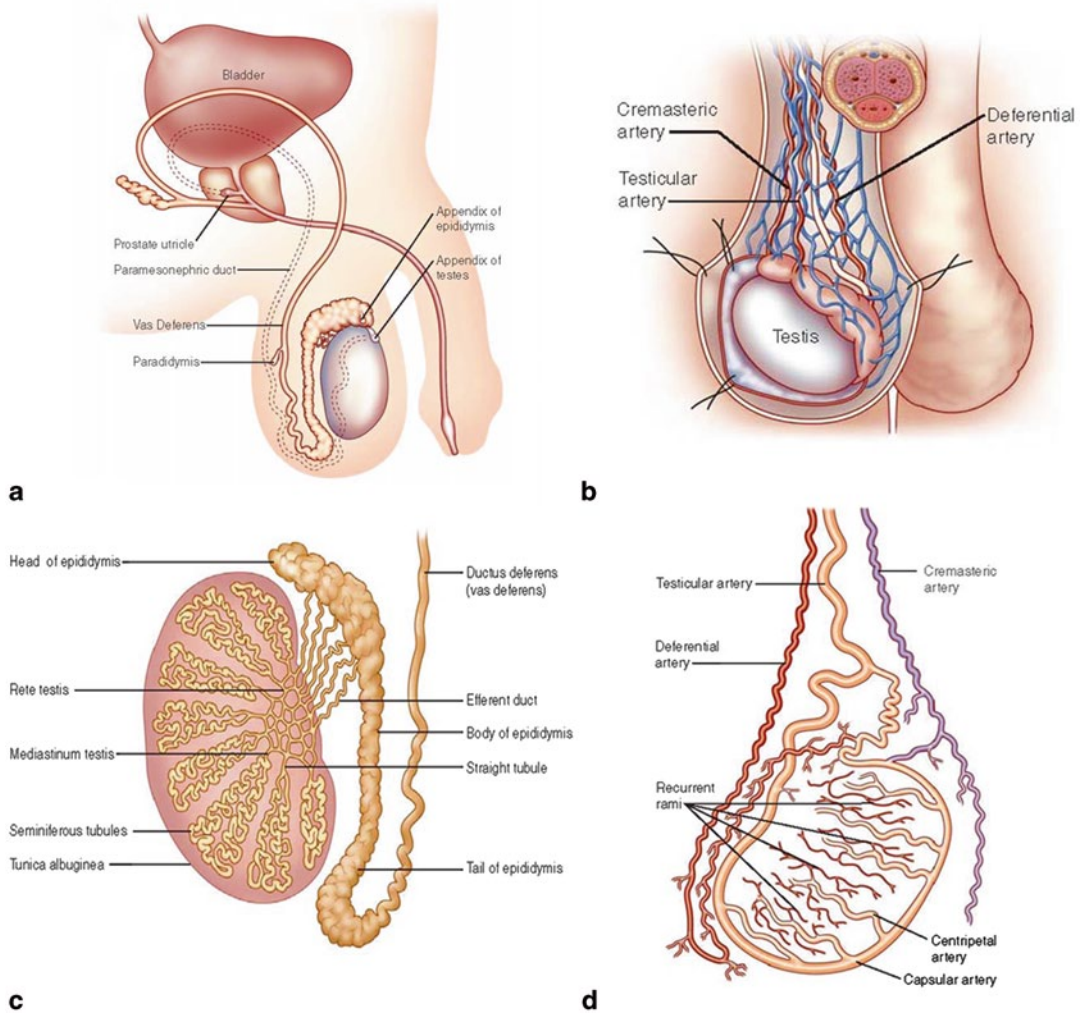 Bladder
Appendix of
epididymis
Appendix of
testes
Prostate utricle
Paramesonephric duct
Vas Deferens
Paradidymis
a
Cremasteric
artery
Deferential
artery
Testicular
artery
Testis
b
Head of epididymis
Ductus deferens
(vas deferens)
Rete testis
Efferent duct
Body of epididymis
Mediastinum testis
Straight tubule
Seminiferous tubules
Tunica albuginea
Tail of epididymis
c
Testicular artery
Cremasteric
artery
Deferential
artery
Recurrent
rami
Centripetal
artery
Capsular artery
d